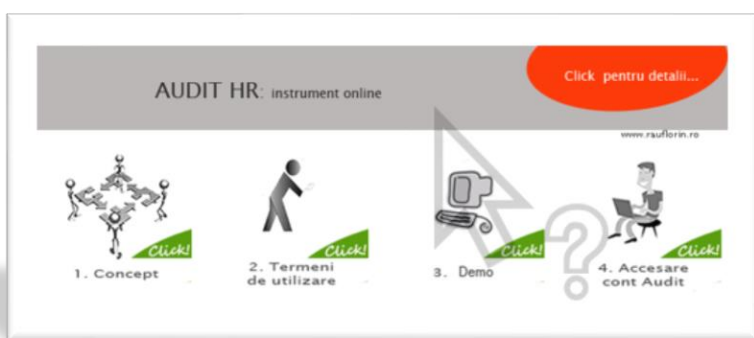 AUDIT HR: instrument online
Click pentru detalii...
www.rauflorin.ro
Click!
1. Concept
Click!
2. Termeni
de utilizare
Click!
3. Demo
Click!
4. Accesare
cont Audit